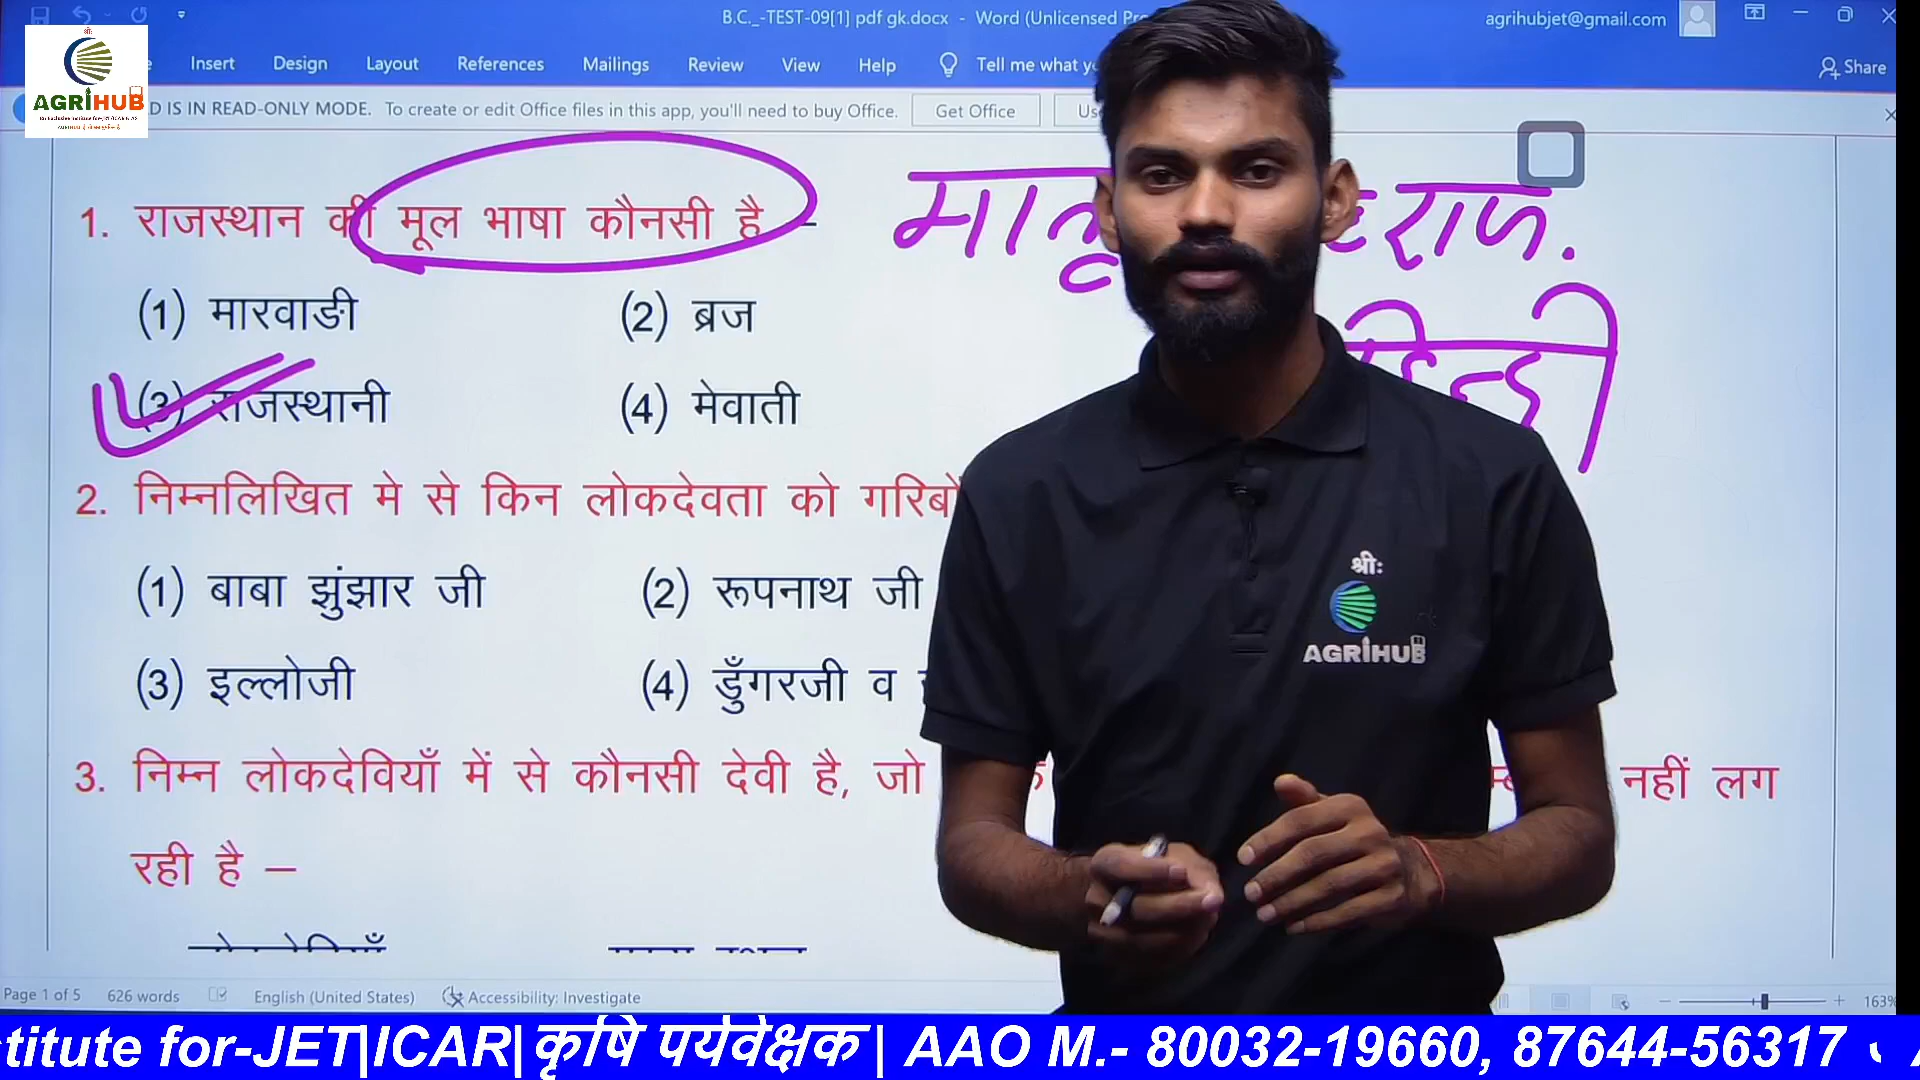 B.C._-TEST-09[1] pdf gk.docx - Word (Unlicensed
agrihubjet@gmail.com
Insert Design Layout References Mailings Review View Help Tell me what
Share
श्रीः
AGRiHUB
D IS IN READ-ONLY MODE. To create or edit Office files in this app, you'll need to buy Office. Get Office
1. राजस्थान की मूल भाषा कौनसी है –
राज.
(1) मारवाङी (2) ब्रज
हिन्दी
(3) राजस्थानी (4) मेवाती
2. निम्नलिखित मे से किन लोकदेवता को गरिबों
(1) बाबा झुंझार जी (2) रूपनाथ जी
(3) इल्लोजी (4) डुँगरजी व
3. निम्न लोकदेवियाँ में से कौनसी देवी है, जो नहीं लग
रही है –
श्रीः
AGRiHUB
Page 1 of 5 626 words English (United States) Accessibility: Investigate 163%
stitute for-JET|ICAR|कृषि पर्यवेक्षक | AAO M.- 80032-19660, 87644-56317